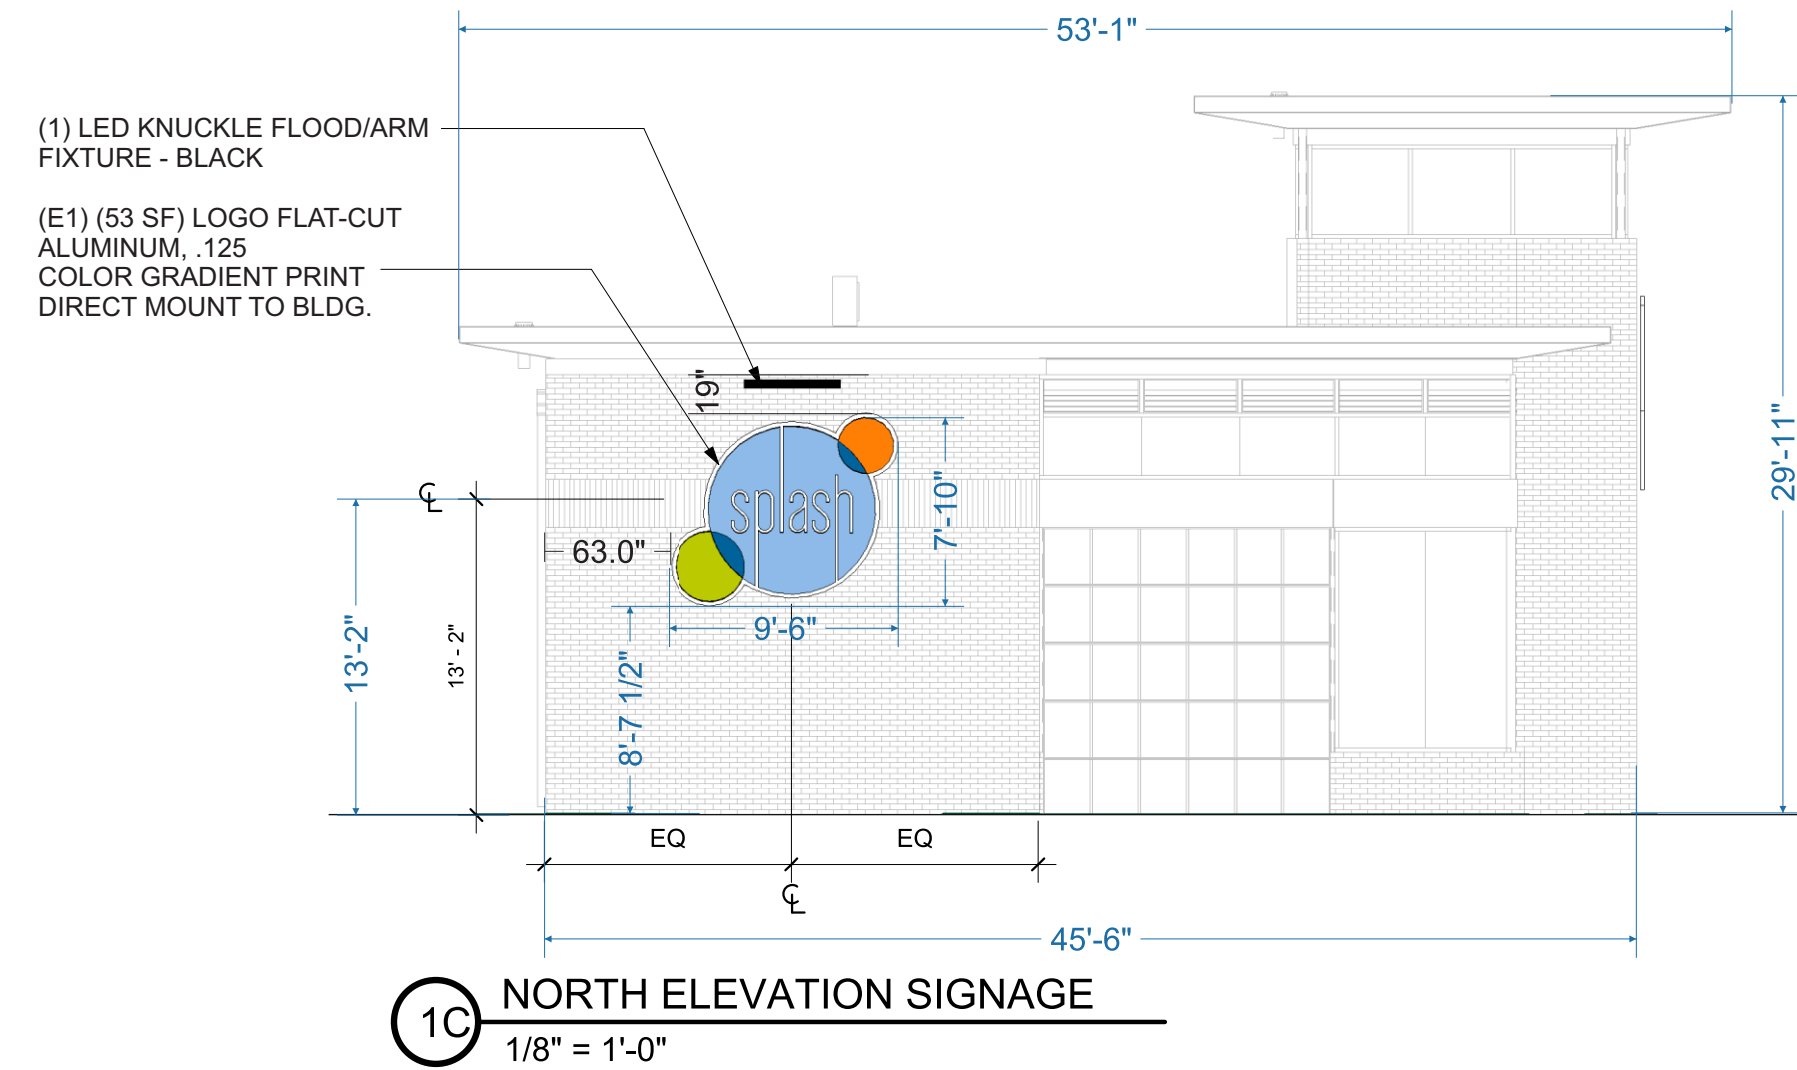 53'-1"
(1) LED KNUCKLE FLOOD/ARM
FIXTURE - BLACK
(E1) (53 SF) LOGO FLAT-CUT
ALUMINUM, .125
COLOR GRADIENT PRINT
DIRECT MOUNT TO BLDG.
19"
29'-11"
CL
splash
7'-10"
63.0"
9'-6"
13'-2"
13' - 2"
8'-7 1/2"
EQ
EQ
CL
45'-6"
1C
NORTH ELEVATION SIGNAGE
1/8" = 1'-0"